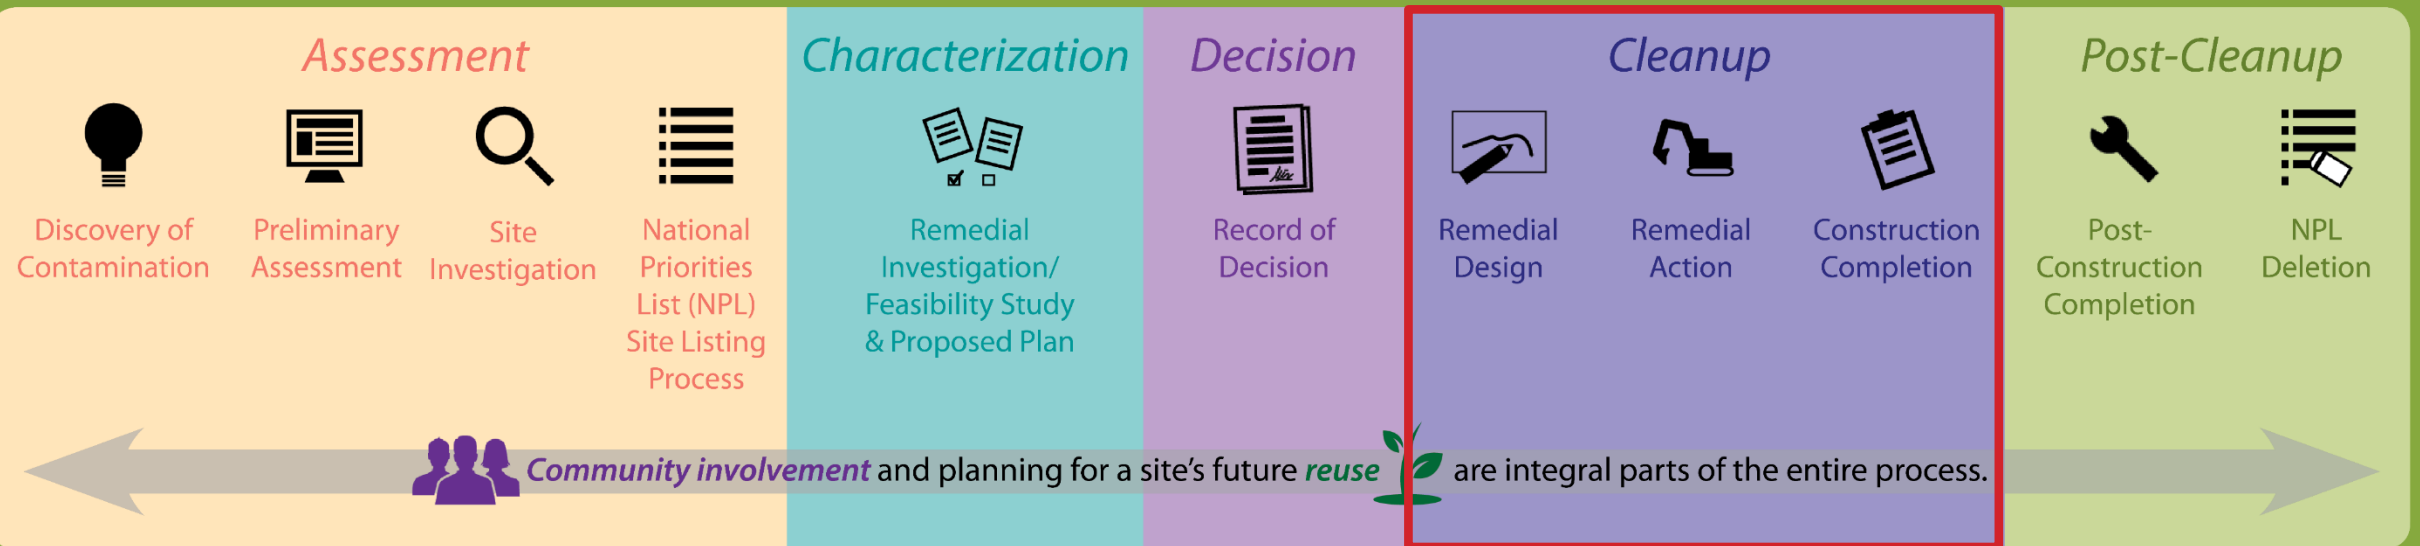 Assessment
Discovery of
Contamination
Preliminary
Assessment
Site
Investigation
National
Priorities
List (NPL)
Site Listing
Process
Characterization
Remedial
Investigation/
Feasibility Study
& Proposed Plan
Decision
Record of
Decision
Cleanup
Remedial
Design
Remedial
Action
Construction
Completion
Post-Cleanup
Post-
Construction
Completion
NPL
Deletion
Community involvement and planning for a site's future reuse are integral parts of the entire process.